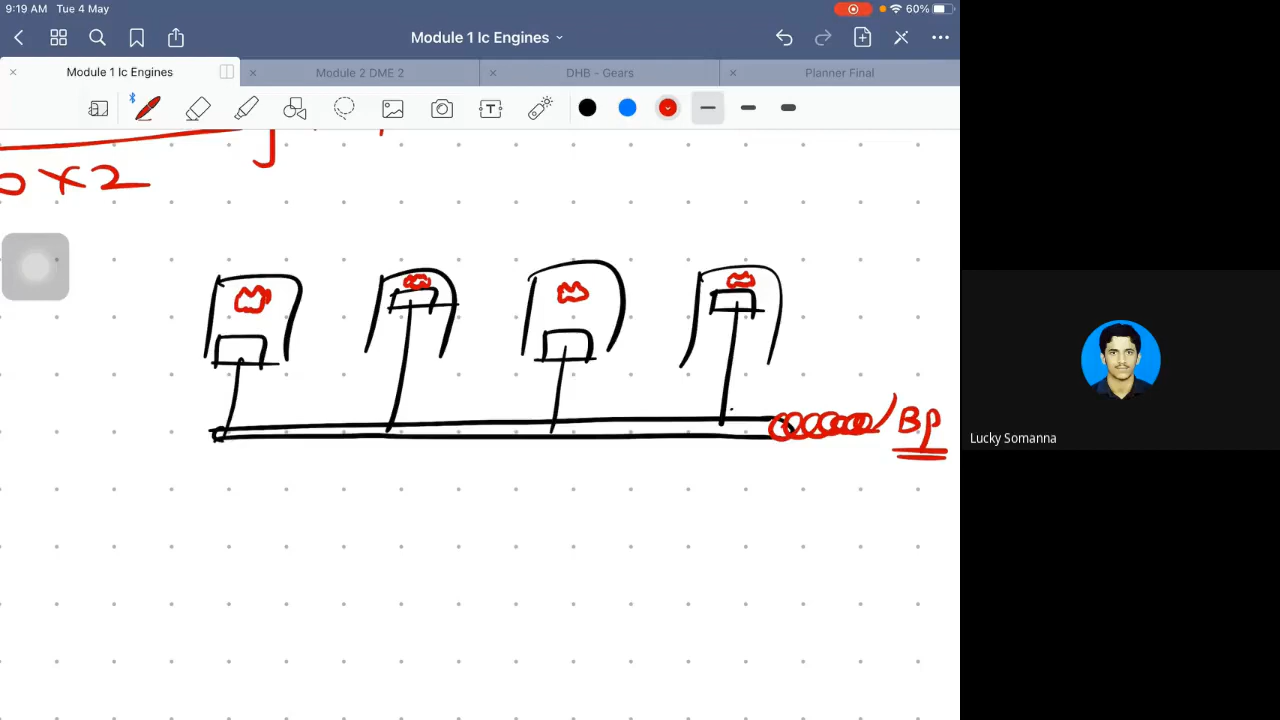 9:19 AM Tue 4 May
60%
Module 1 Ic Engines
Module 1 Ic Engines
Module 2 DME 2
DHB - Gears
Planner Final
T
x2
Bp
Lucky Somanna